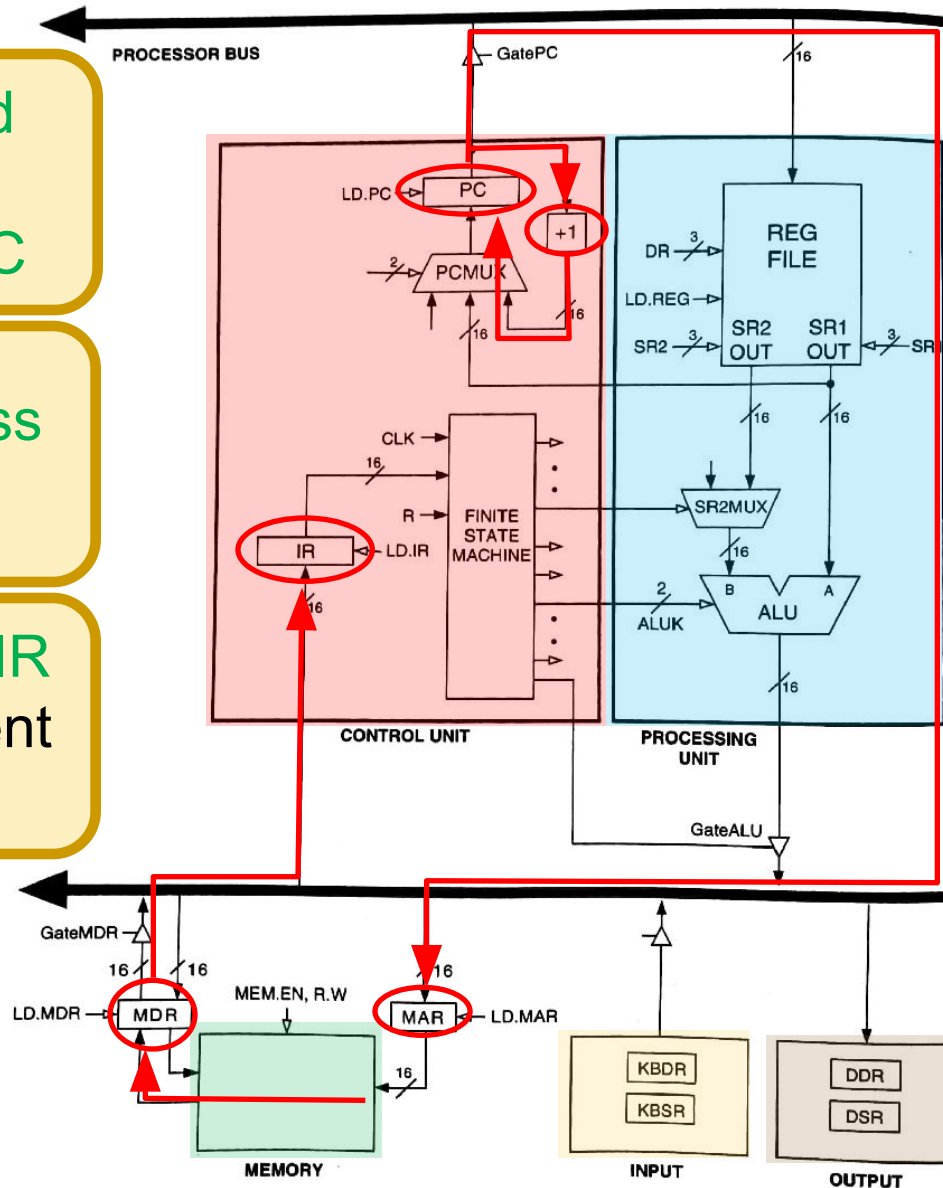 PROCESSOR BUS
GatePC
16
d
C
ss
IR
ent
LD.PC
PC
+1
2
PCMUX
16
16
REG
FILE
DR
3
LD.REG
SR2
3
SR2
OUT
SR1
OUT
3
16
16
CLK
16
R
FINITE
STATE
MACHINE
IR
LD.IR
16
SR2MUX
16
B
A
ALU
2
ALUK
16
CONTROL UNIT
PROCESSING
UNIT
GateALU
GateMDR
16
16
LD.MDR
MDR
MEM.EN, R.W
16
MAR
LD.MAR
16
MEMORY
KBDR
KBSR
INPUT
DDR
DSR
OUTPUT